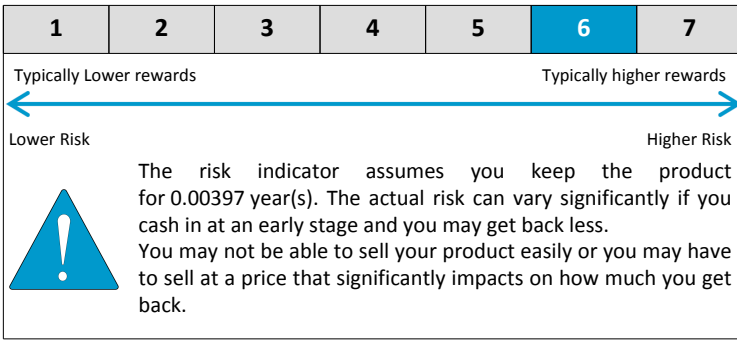 1 2 3 4 5 6 7
Typically Lower rewards Typically higher rewards
Lower Risk Higher Risk
The risk indicator assumes you keep the product
for 0.00397 year(s). The actual risk can vary significantly if you
cash in at an early stage and you may get back less.
You may not be able to sell your product easily or you may have
to sell at a price that significantly impacts on how much you get
back.